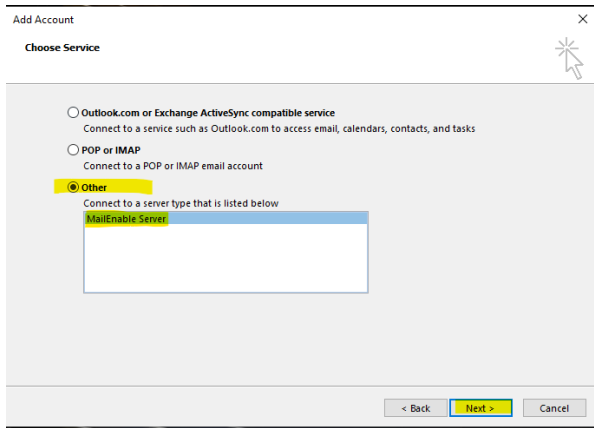 Add Account
Choose Service
Outlook.com or Exchange ActiveSync compatible service
Connect to a service such as Outlook.com to access email, calendars, contacts, and tasks
POP or IMAP
Connect to a POP or IMAP email account
Other
Connect to a server type that is listed below
MailEnable Server
< Back Next > Cancel